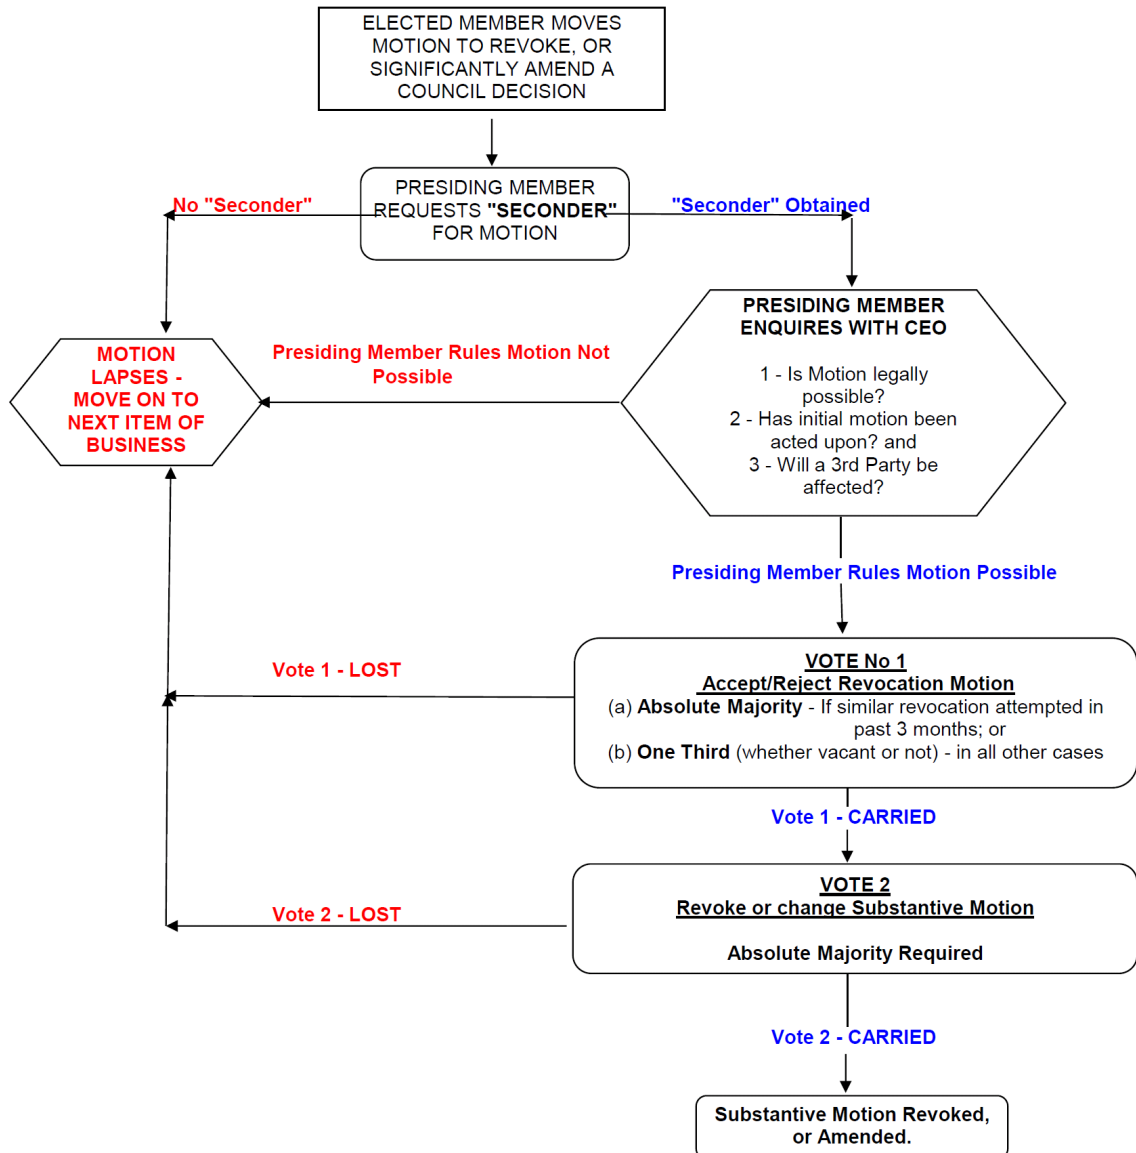 ELECTED MEMBER MOVES
MOTION TO REVOKE, OR
SIGNIFICANTLY AMEND A
COUNCIL DECISION
PRESIDING MEMBER
REQUESTS "SECONDER"
FOR MOTION
No "Seconder"
"Seconder" Obtained
PRESIDING MEMBER
ENQUIRES WITH CEO
1 - Is Motion legally
possible?
2 - Has initial motion been
acted upon? and
3 - Will a 3rd Party be
affected?
Presiding Member Rules Motion Not
Possible
MOTION
LAPSES -
MOVE ON TO
NEXT ITEM OF
BUSINESS
Presiding Member Rules Motion Possible
VOTE No 1
Accept/Reject Revocation Motion
(a) Absolute Majority - If similar revocation attempted in
past 3 months; or
(b) One Third (whether vacant or not) - in all other cases
Vote 1 - LOST
Vote 1 - CARRIED
VOTE 2
Revoke or change Substantive Motion
Absolute Majority Required
Vote 2 - LOST
Vote 2 - CARRIED
Substantive Motion Revoked,
or Amended.